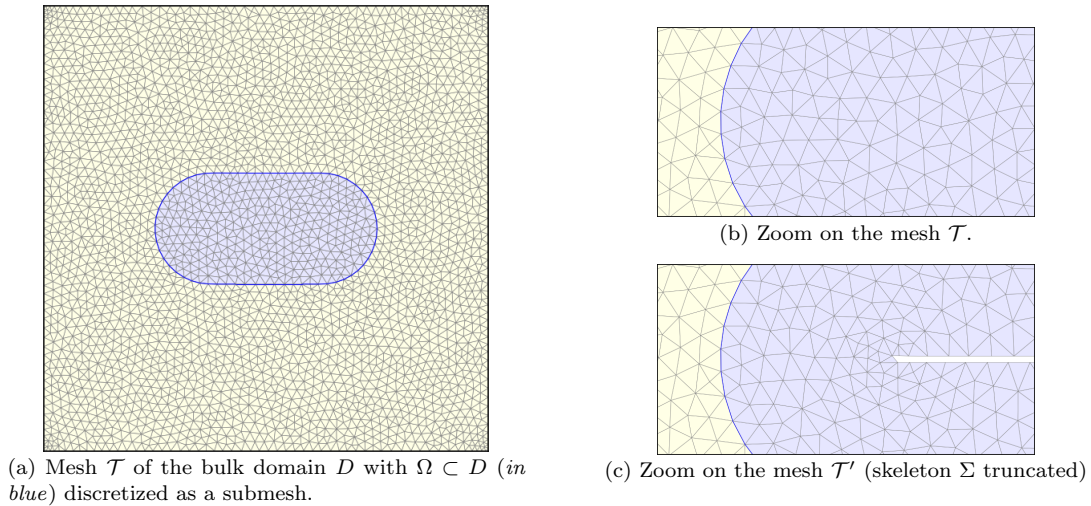 (b) Zoom on the mesh 𝒯.
(a) Mesh 𝒯 of the bulk domain D with Ω ⊂ D (in
blue) discretized as a submesh.
(c) Zoom on the mesh 𝒯′ (skeleton Σ truncated)